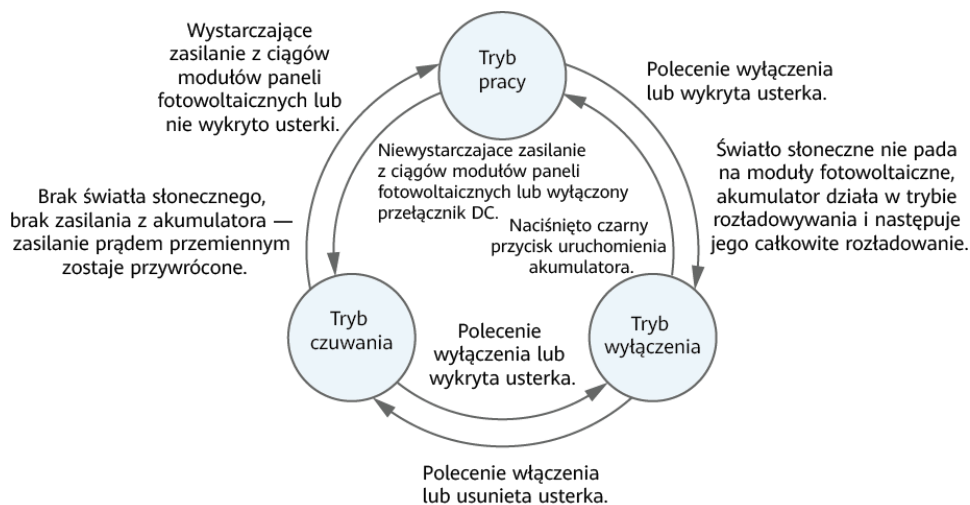 Wystarczające
zasilanie z ciągów
modułów paneli
fotowoltaicznych lub
nie wykryto usterki.
Tryb
pracy
Polecenie wyłączenia
lub wykryta usterka.
Niewystarczajace zasilanie
z ciągów modułów paneli
fotowoltaicznych lub wyłączony
przełącznik DC.
Światło słoneczne nie pada
na moduły fotowoltaiczne,
akumulator działa w trybie
rozładowywania i następuje
jego całkowite rozładowanie.
Brak światła słonecznego,
brak zasilania z akumulatora —
zasilanie prądem przemiennym
zostaje przywrócone.
Naciśnięto czarny
przycisk uruchomienia
akumulatora.
Tryb
czuwania
Polecenie
wyłączenia lub
wykryta usterka.
Tryb
wyłączenia
Polecenie włączenia
lub usunieta usterka.